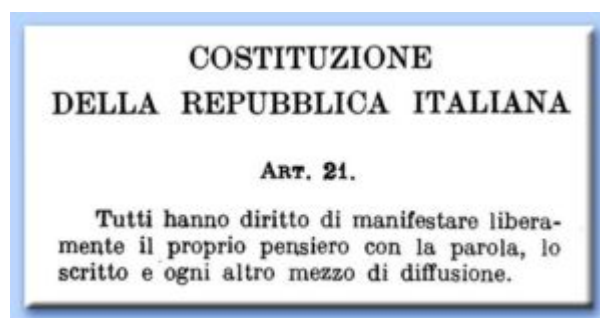 COSTITUZIONE
DELLA REPUBBLICA ITALIANA
ART. 21.
Tutti hanno diritto di manifestare libera-
mente il proprio pensiero con la parola, lo
scritto e ogni altro mezzo di diffusione.